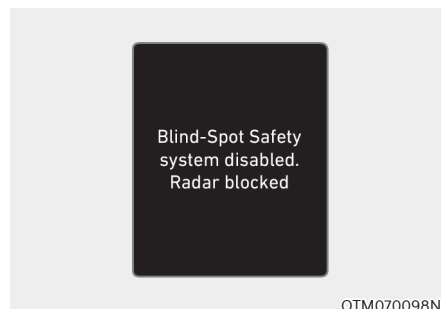 Blind-Spot Safety
system disabled.
Radar blocked
OTM070098N